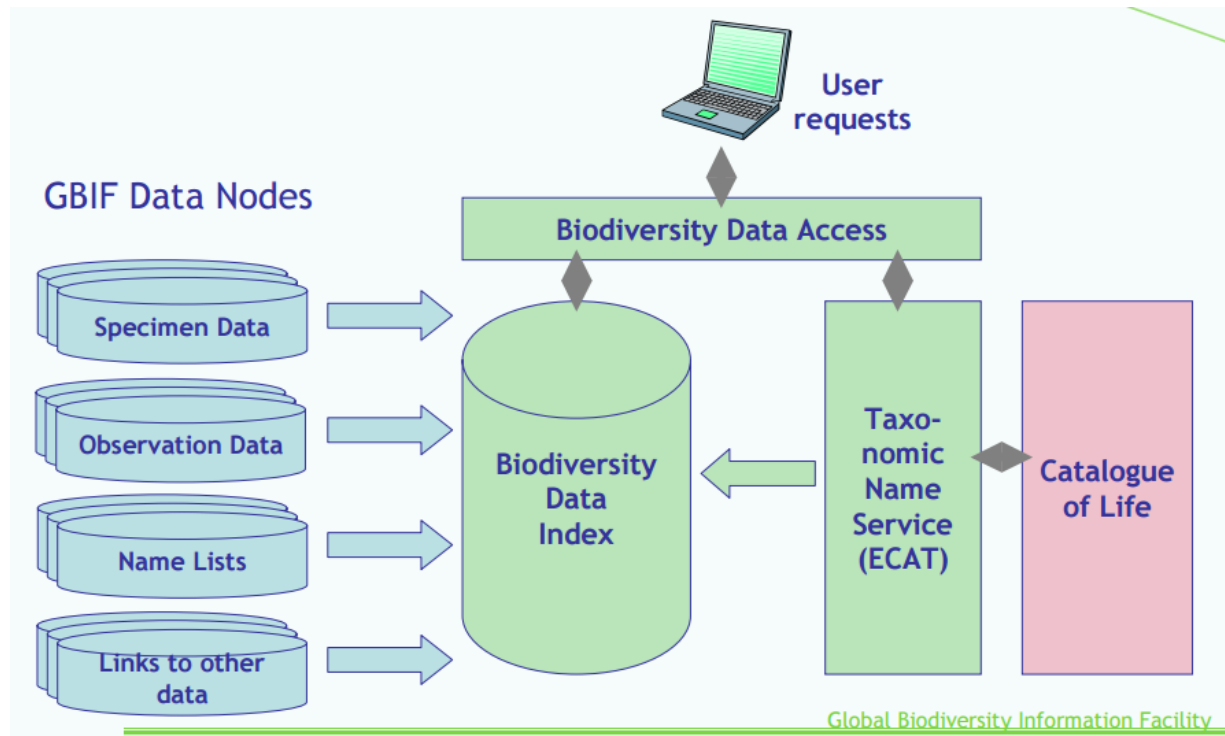 User
requests
GBIF Data Nodes
Biodiversity Data Access
Specimen Data
Observation Data
Name Lists
Links to other
data
Biodiversity
Data
Index
Taxo-
nomic
Name
Service
(ECAT)
Catalogue
of Life
Global Biodiversity Information Facility